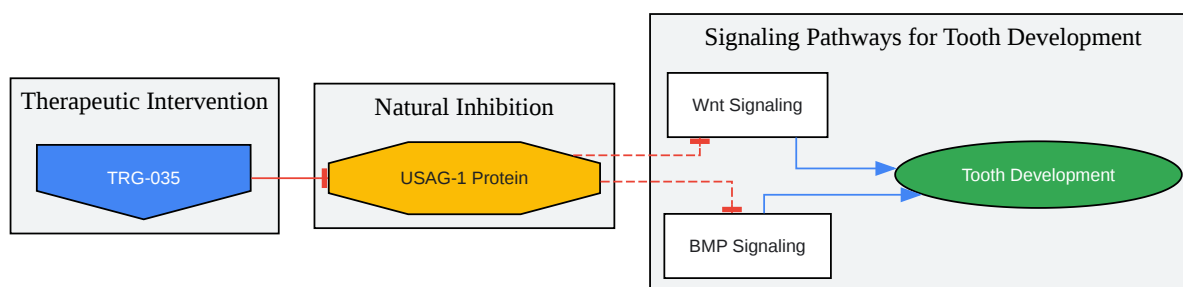 Therapeutic Intervention
TRG-035
Natural Inhibition
USAG-1 Protein
Signaling Pathways for Tooth Development
Wnt Signaling
Tooth Development
BMP Signaling